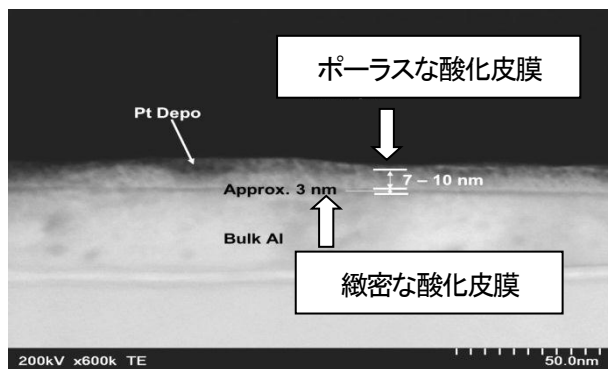 ポーラスな酸化皮膜
Pt Depo
7 – 10 nm
Approx. 3 nm
Bulk Al
緻密な酸化皮膜
200kV x600k TE
50.0nm